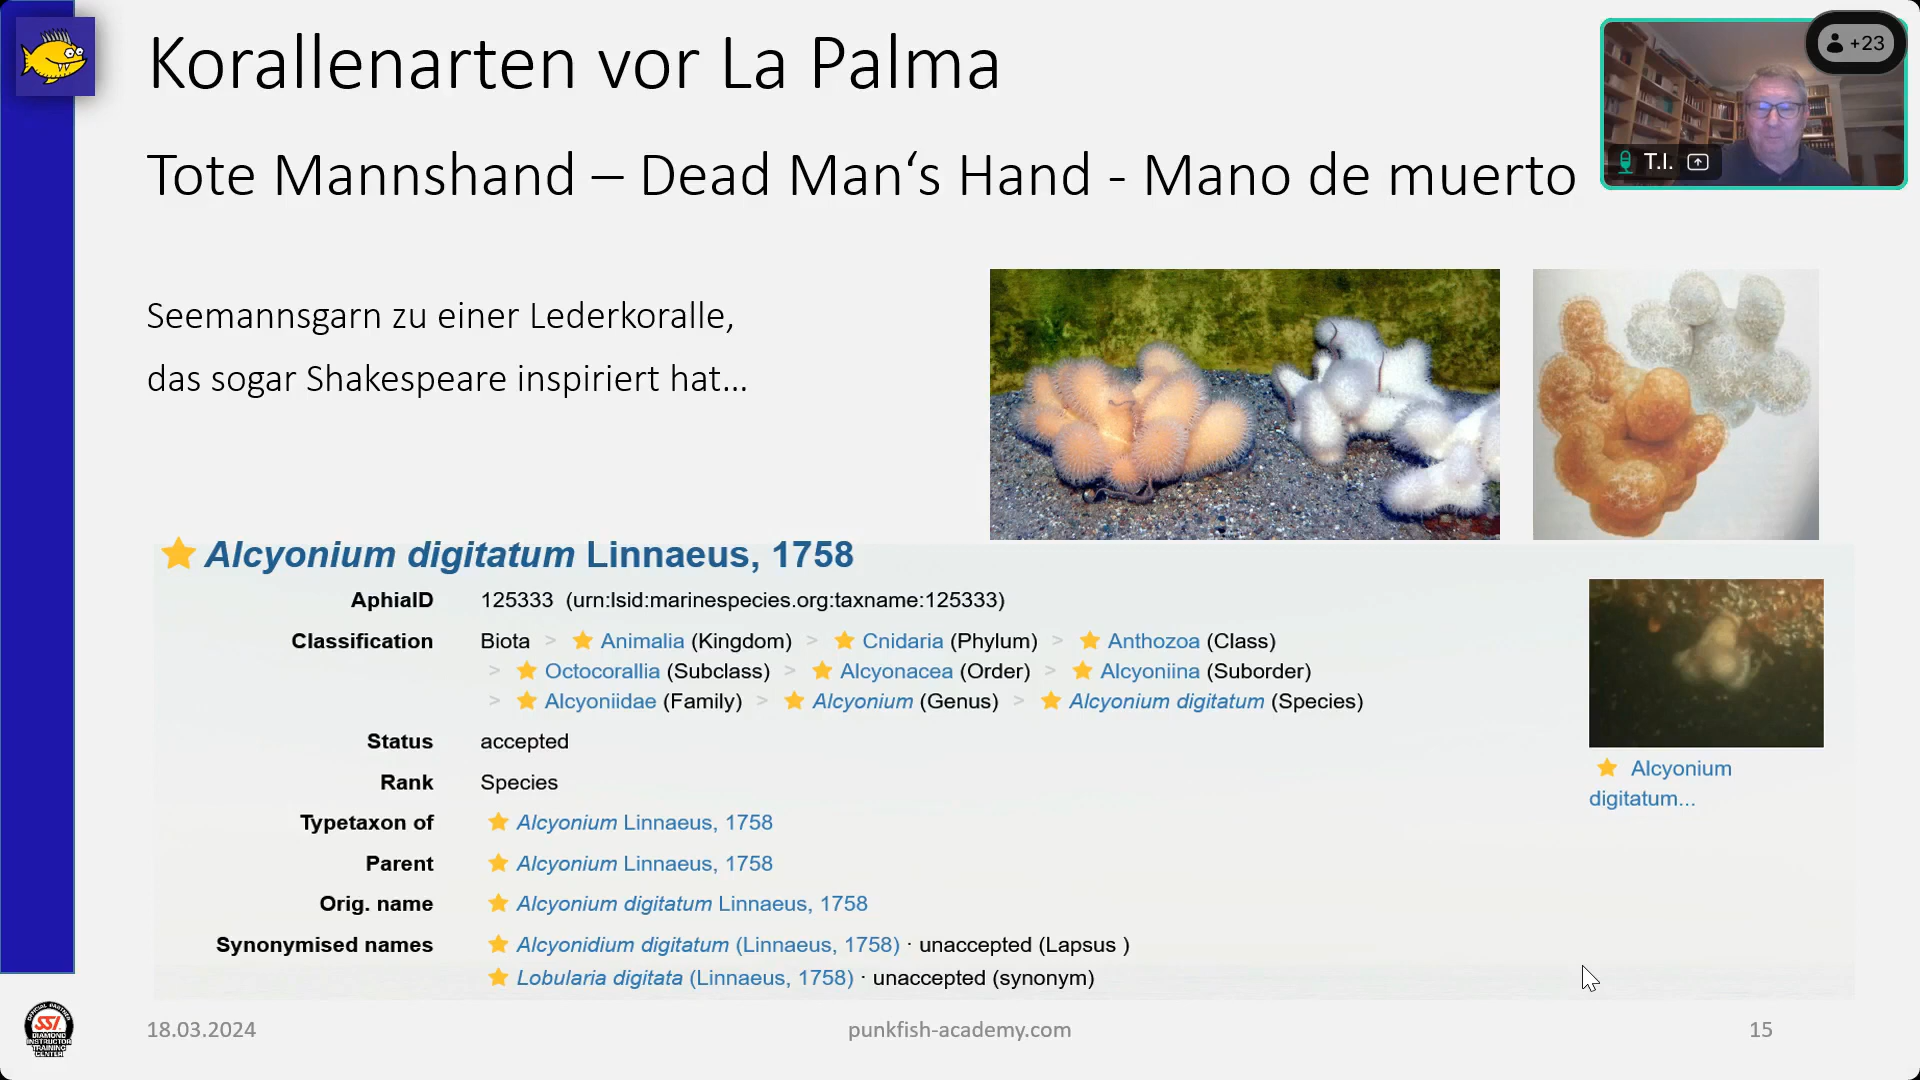 Korallenarten vor La Palma
+23
T.I.
Tote Mannshand – Dead Man‘s Hand - Mano de muerto
Seemannsgarn zu einer Lederkoralle,
das sogar Shakespeare inspiriert hat...
Alcyonium digitatum Linnaeus, 1758
AphiaID 125333 (urn:lsid:marinespecies.org:taxname:125333)
Classification Biota > Animalia (Kingdom) > Cnidaria (Phylum) > Anthozoa (Class)
> Octocorallia (Subclass) > Alcyonacea (Order) > Alcyoniina (Suborder)
> Alcyoniidae (Family) > Alcyonium (Genus) > Alcyonium digitatum (Species)
Status accepted
Rank Species
Typetaxon of Alcyonium Linnaeus, 1758
Parent Alcyonium Linnaeus, 1758
Orig. name Alcyonium digitatum Linnaeus, 1758
Synonymised names Alcyonidium digitatum (Linnaeus, 1758) · unaccepted (Lapsus )
Lobularia digitata (Linnaeus, 1758) · unaccepted (synonym)
Alcyonium
digitatum...
SSI
DIAMOND
INSTRUCTOR
TRAINING
CENTER
18.03.2024
punkfish-academy.com
15